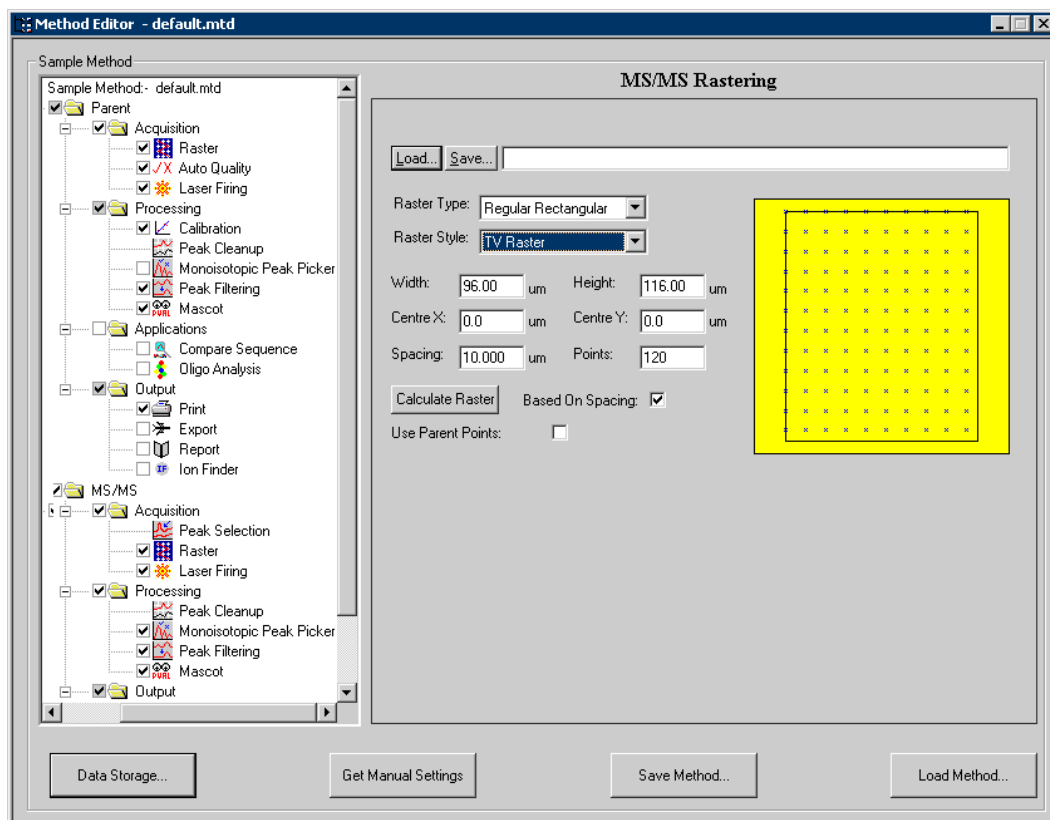 Method Editor - default.mtd
Sample Method
Sample Method:- default.mtd
Parent
Acquisition
Raster
Auto Quality
Laser Firing
Processing
Calibration
Peak Cleanup
Monoisotopic Peak Picker
Peak Filtering
Mascot
Applications
Compare Sequence
Oligo Analysis
Output
Print
Export
Report
IF Ion Finder
MS/MS
Acquisition
Peak Selection
Raster
Laser Firing
Processing
Peak Cleanup
Monoisotopic Peak Picker
Peak Filtering
Mascot
Output
MS/MS Rastering
Load... Save...
Raster Type: Regular Rectangular
Raster Style: TV Raster
Width: 96.00 um Height: 116.00 um
Centre X: 0.0 um Centre Y: 0.0 um
Spacing: 10.000 um Points: 120
Calculate Raster Based On Spacing:
Use Parent Points:
Data Storage... Get Manual Settings Save Method... Load Method...